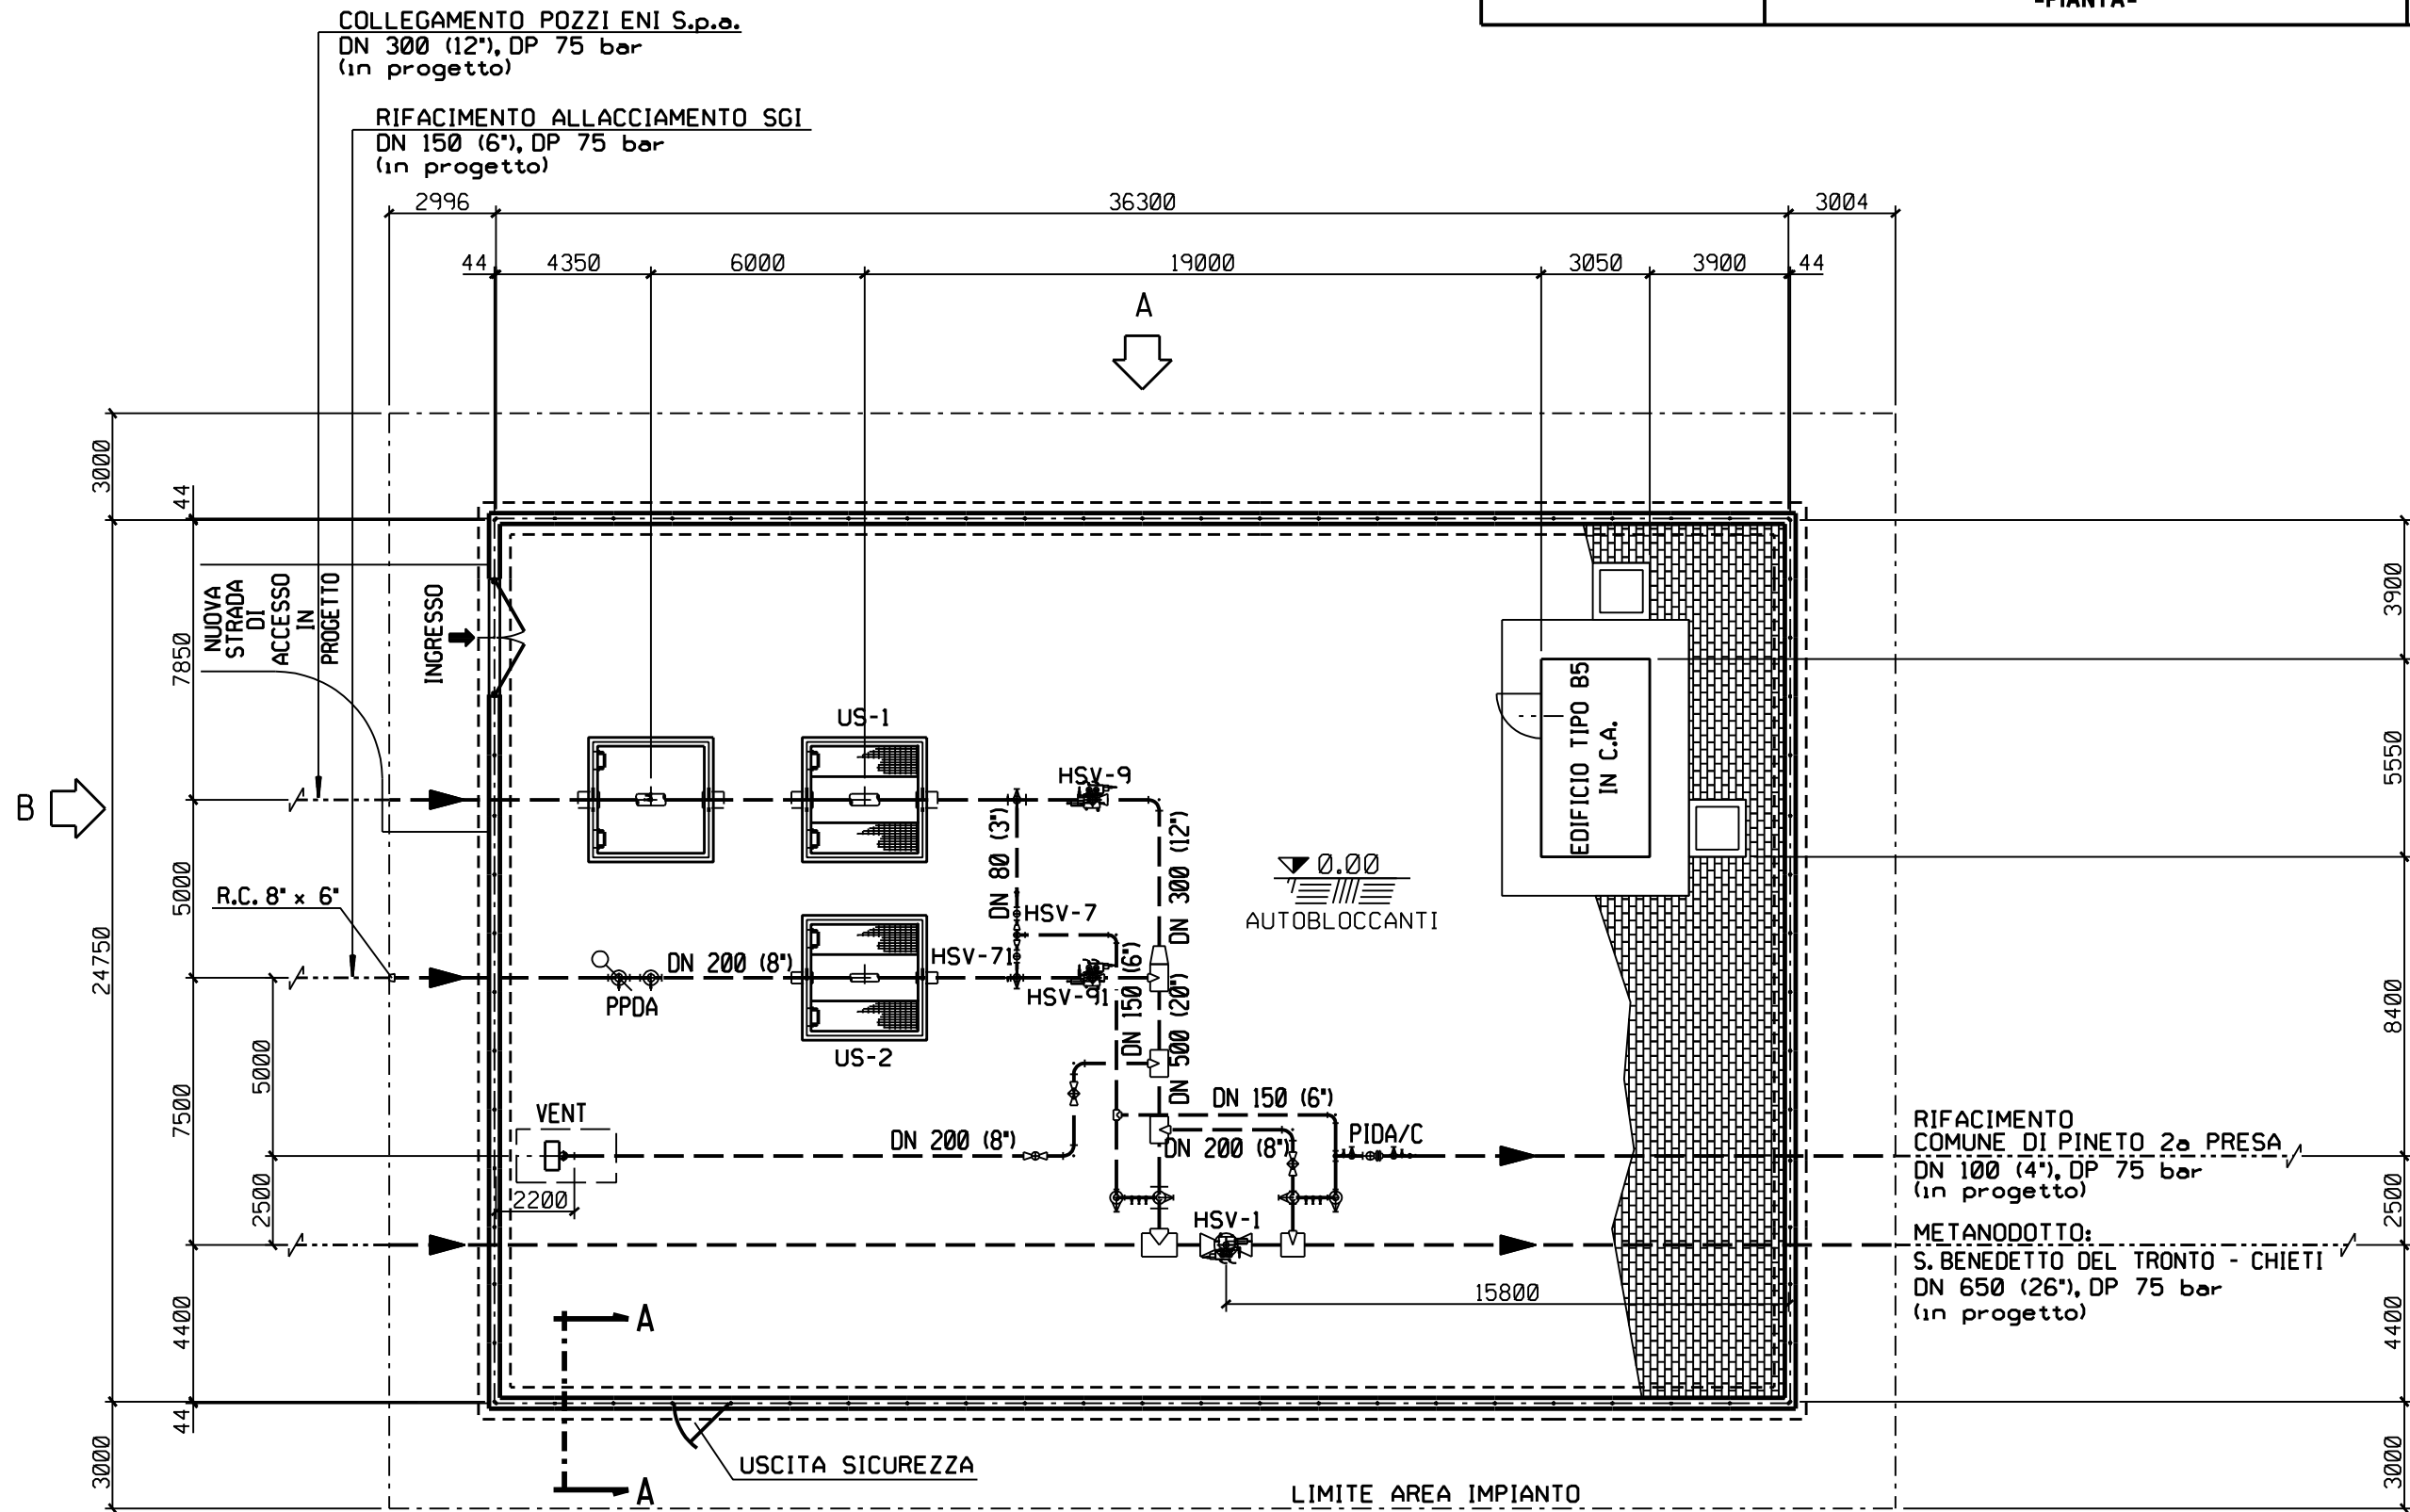 -PIANTA-
COLLEGAMENTO POZZI ENI S.p.a.
DN 300 (12"), DP 75 bar
(in progetto)
RIFACIMENTO ALLACCIAMENTO SGI
DN 150 (6"), DP 75 bar
(in progetto)
2996
36300
3004
44
4350
6000
19000
3050
3900
44
A
3000
44
7850
NUOVA
STRADA
DI
ACCESSO
IN
PROGETTO
INGRESSO
US-1
HSV-9
EDIFICIO TIPO B5
IN C.A.
3900
5550
B
DN 80 (3")
DN 300 (12")
0.00
AUTOBLOCCANTI
R.C. 8" x 6"
5000
24750
HSV-7
HSV-71
DN 200 (8")
PPDA
HSV-91
DN 150 (6")
DN 500 (20")
US-2
8400
5000
7500
VENT
DN 200 (8")
DN 150 (6")
DN 200 (8")
PIDA/C
RIFACIMENTO
COMUNE DI PINETO 2a PRESA
DN 100 (4"), DP 75 bar
(in progetto)
2500
2200
HSV-1
2500
METANODOTTO:
S. BENEDETTO DEL TRONTO - CHIETI
DN 650 (26"), DP 75 bar
(in progetto)
15800
4400
A
4400
44
USCITA SICUREZZA
3000
A
LIMITE AREA IMPIANTO
3000